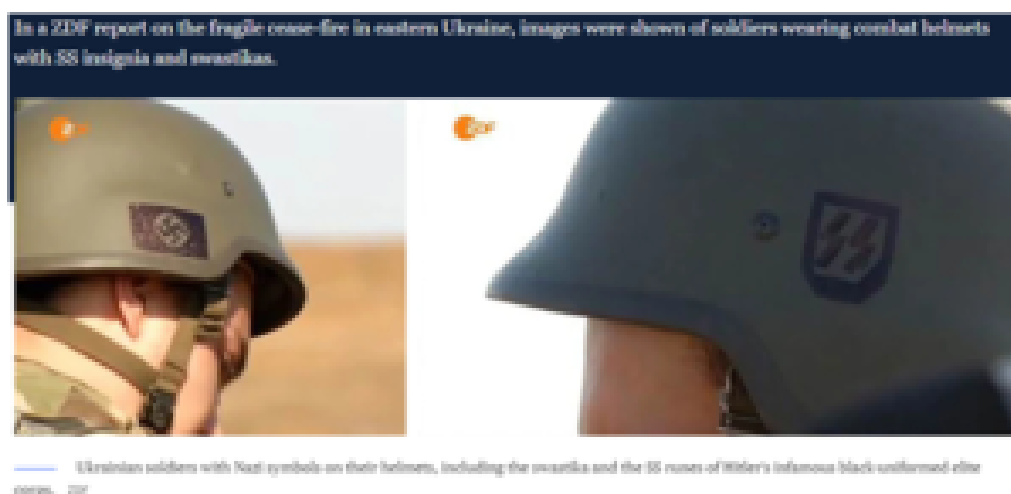 In a ZDF report on the fragile cease-fire in eastern Ukraine, images were shown of soldiers wearing combat helmets
with SS insignia and swastikas.
ZDF
ZDF
Ukrainian soldiers with Nazi symbols on their helmets, including the swastika and the SS runes of Hitler's infamous black-uniformed elite
corps. ZDF